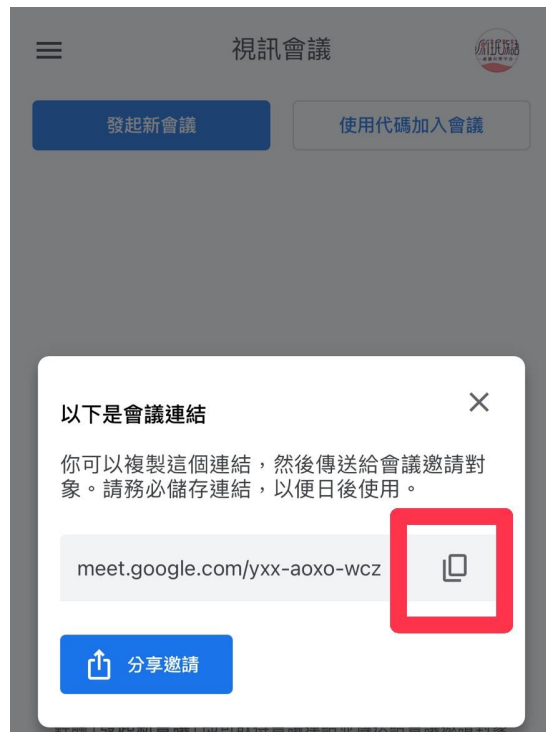 視訊會議
發起新會議
使用代碼加入會議
以下是會議連結
你可以複製這個連結，然後傳送給會議邀請對
象。請務必儲存連結，以便日後使用。
meet.google.com/yxx-aoxo-wcz
分享邀請